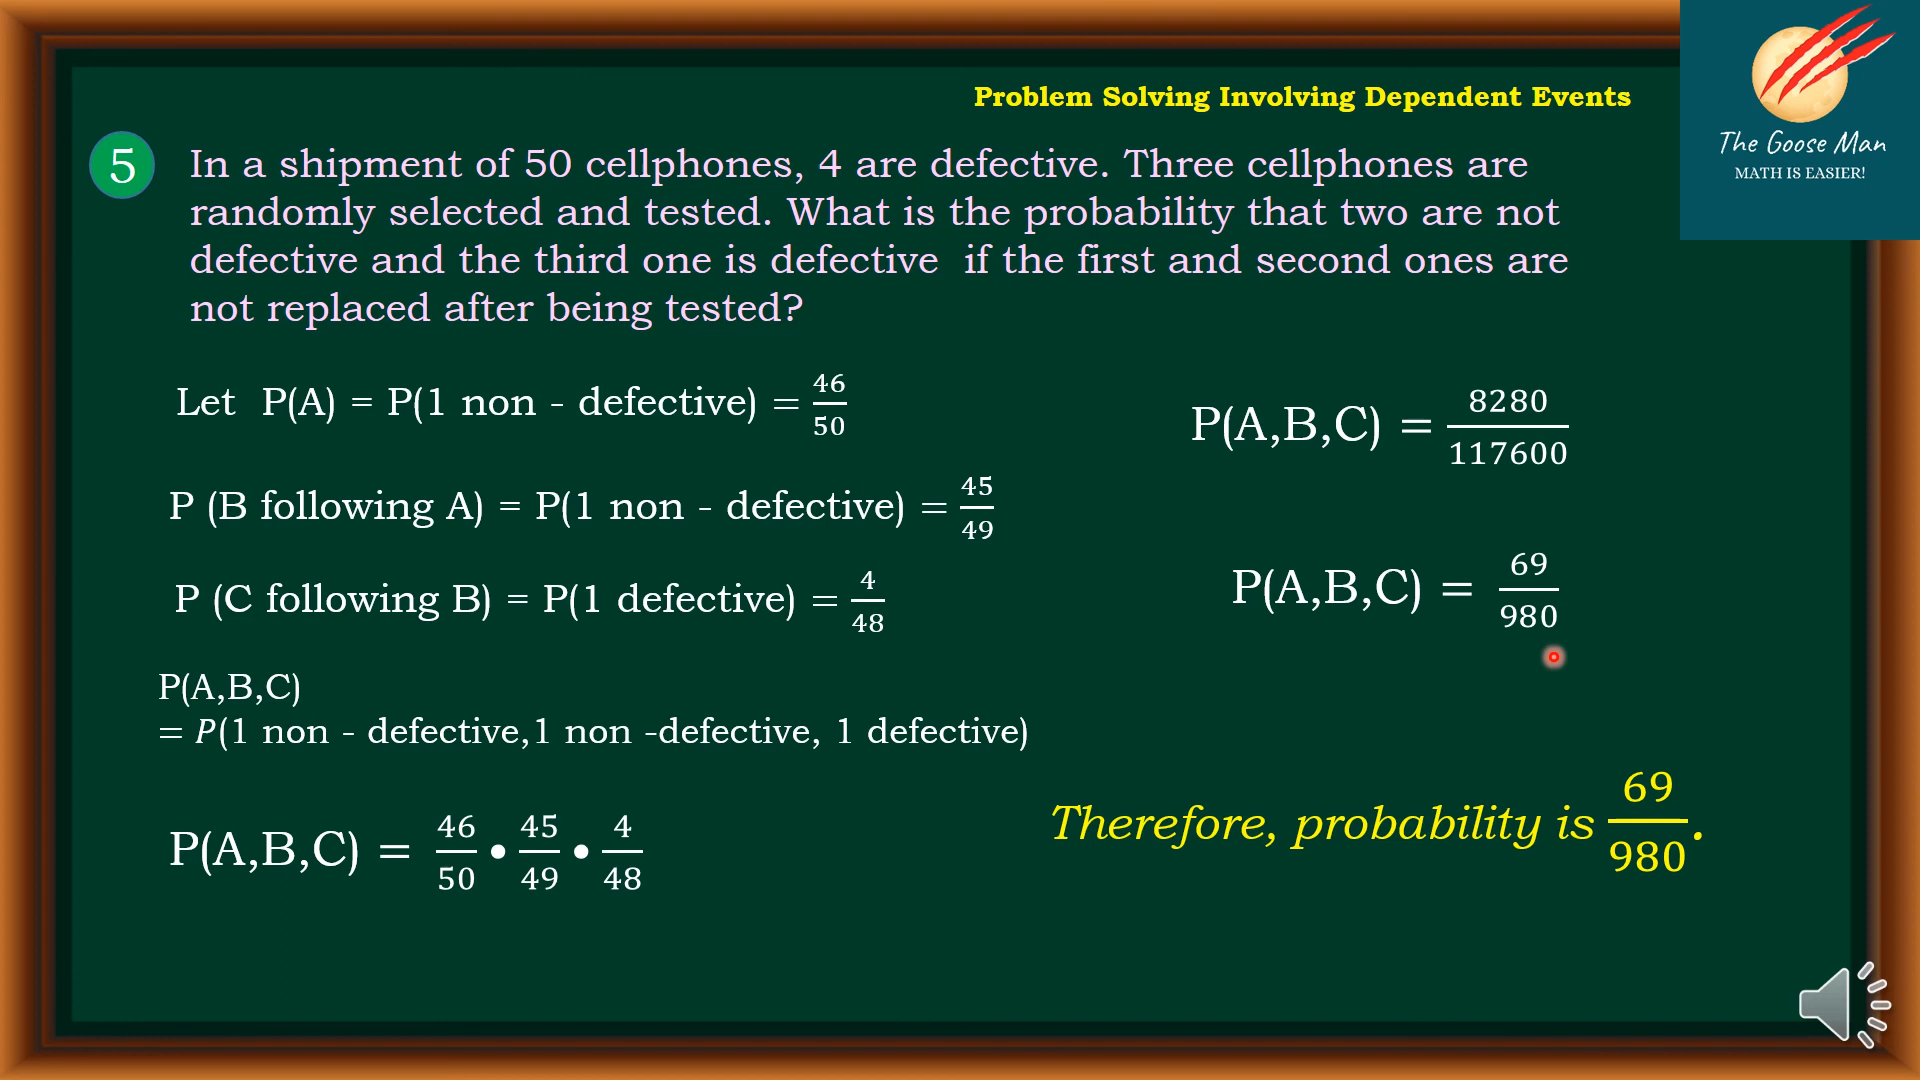 Problem Solving Involving Dependent Events
The Goose Man
MATH IS EASIER!
5
In a shipment of 50 cellphones, 4 are defective. Three cellphones are
randomly selected and tested. What is the probability that two are not
defective and the third one is defective if the first and second ones are
not replaced after being tested?
Let P(A) = P(1 non - defective) = 46/50
P (B following A) = P(1 non - defective) = 45/49
P (C following B) = P(1 defective) = 4/48
P(A,B,C)
= P(1 non - defective,1 non -defective, 1 defective)
P(A,B,C) = 46/50 • 45/49 • 4/48
P(A,B,C) = 8280/117600
P(A,B,C) = 69/980
Therefore, probability is 69/980.